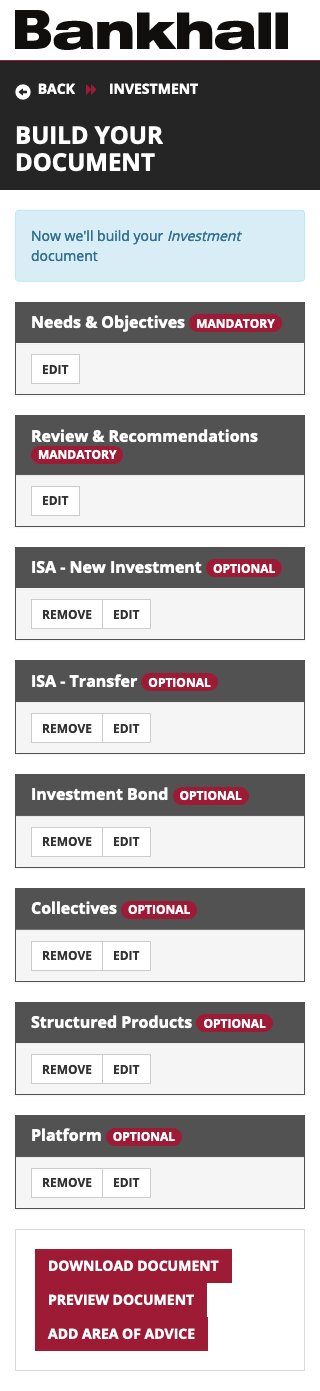 Bankhall
BACK INVESTMENT
BUILD YOUR
DOCUMENT
Now we'll build your Investment
document
Needs & Objectives MANDATORY
EDIT
Review & Recommendations
MANDATORY
EDIT
ISA - New Investment OPTIONAL
REMOVE EDIT
ISA - Transfer OPTIONAL
REMOVE EDIT
Investment Bond OPTIONAL
REMOVE EDIT
Collectives OPTIONAL
REMOVE EDIT
Structured Products OPTIONAL
REMOVE EDIT
Platform OPTIONAL
REMOVE EDIT
DOWNLOAD DOCUMENT
PREVIEW DOCUMENT
ADD AREA OF ADVICE